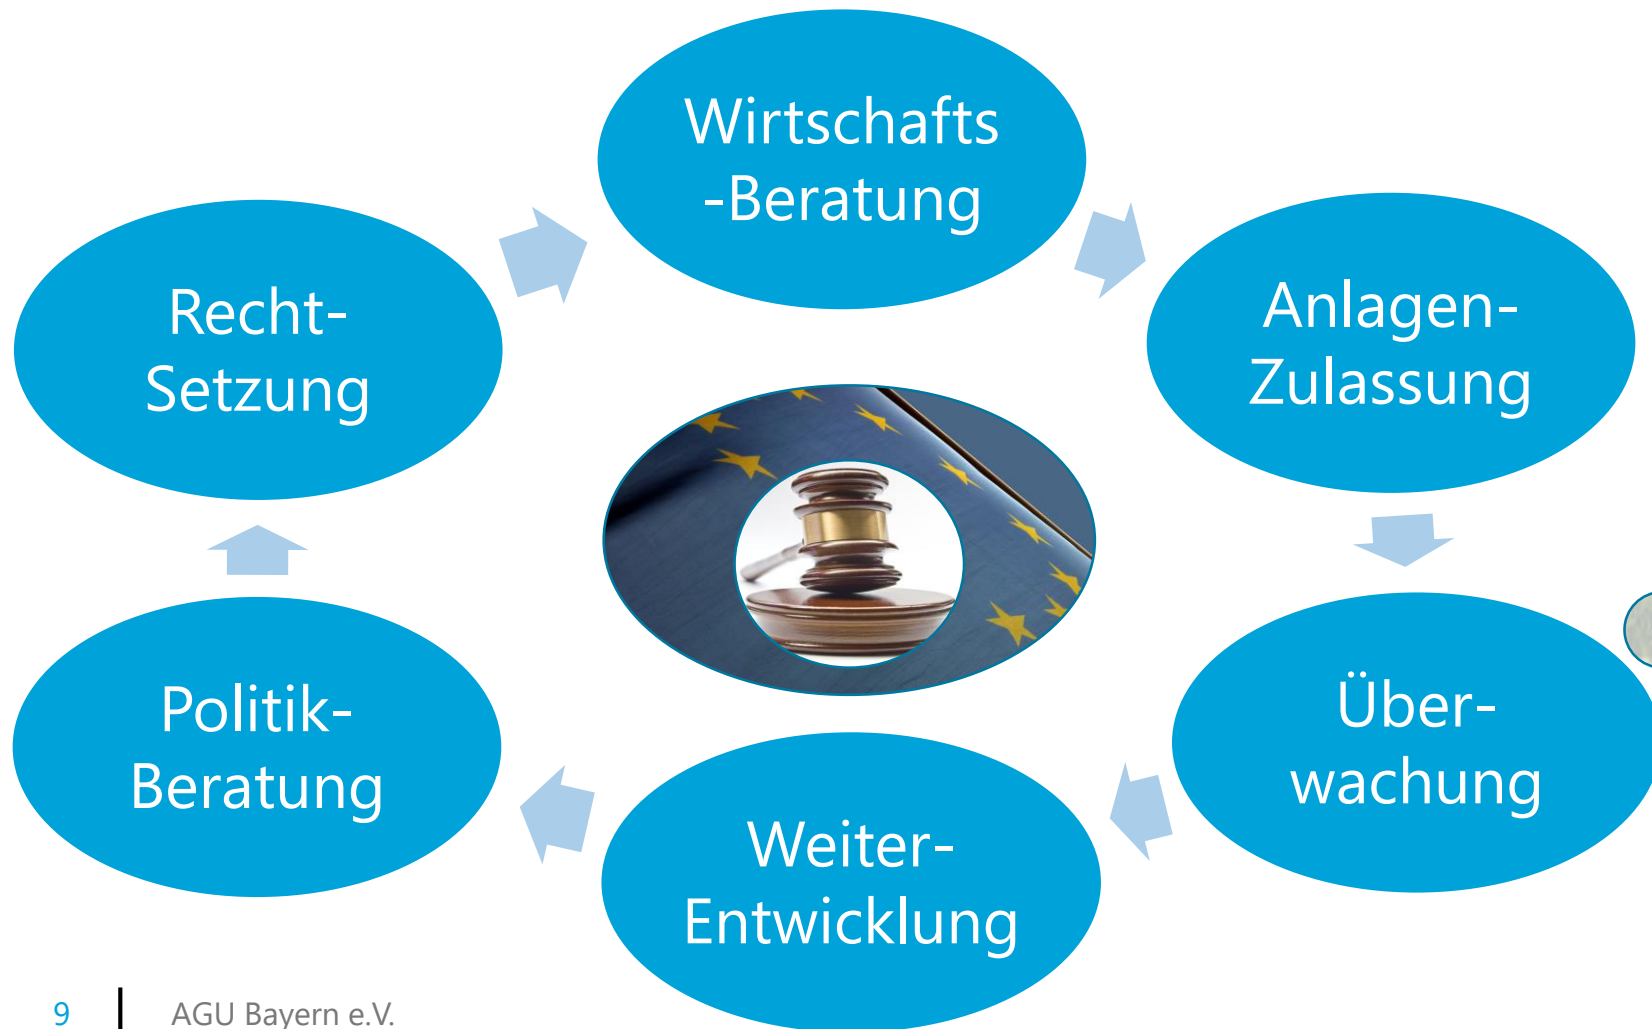 Wirtschafts
-Beratung
Anlagen-
Zulassung
Über-
wachung
Weiter-
Entwicklung
Politik-
Beratung
Recht-
Setzung
9
AGU Bayern e.V.